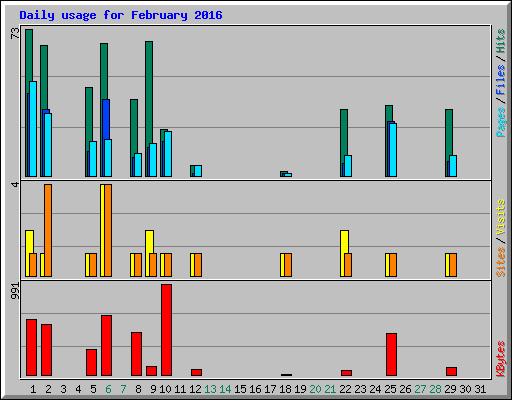 Daily usage for February 2016
73
Pages / Files / Hits
4
Sites / Visits
991
KBytes
1 2 3 4 5 6 7 8 9 10 11 12 13 14 15 16 17 18 19 20 21 22 23 24 25 26 27 28 29 30 31